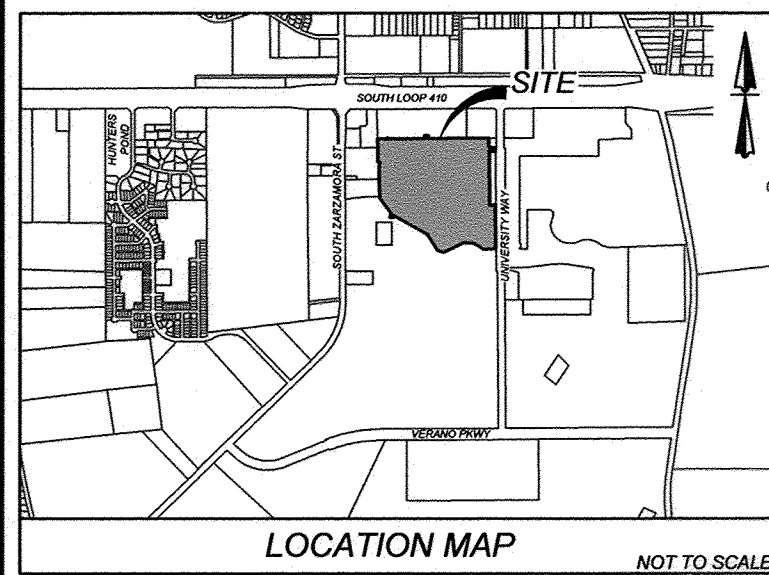 SITE
SOUTH LOOP 410
HUNTERS
POND
SOUTH ZARZAMORA ST
UNIVERSITY WAY
VERANO PKWY
LOCATION MAP
NOT TO SCALE